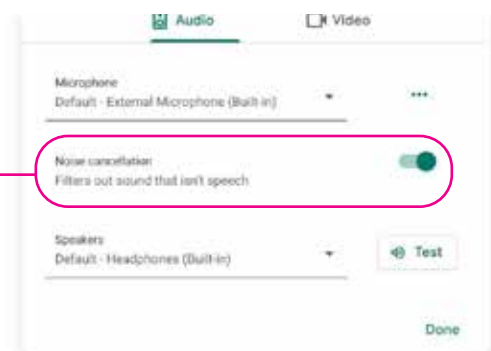 Audio Video
Microphone
Default - External Microphone (Built-in)
Noise cancellation
Filters out sound that isn't speech
Speakers
Default - Headphones (Built-in) Test
Done